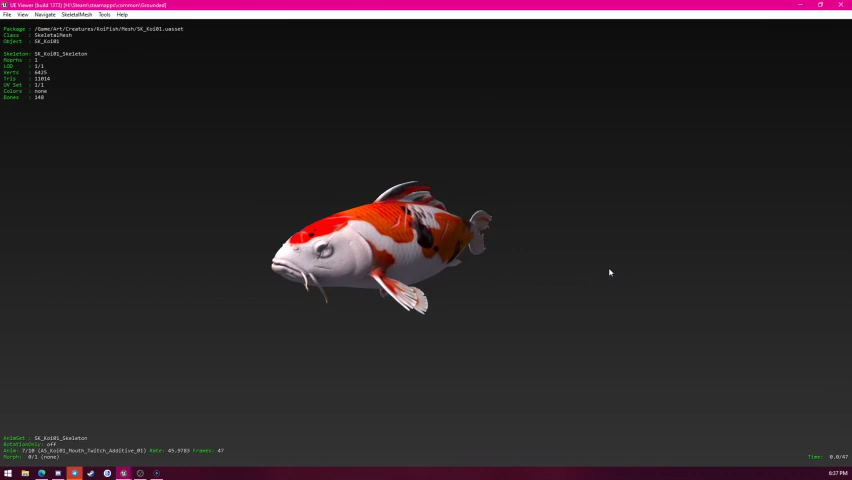 UE Viewer (build 1373) [H:\Steam\steamapps\common\Grounded]
File View Navigate SkeletalMesh Tools Help
Package : /Game/Art/Creatures/KoiFish/Mesh/SK_Koi01.uasset
Class : SkeletalMesh
Object : SK_Koi01
Skeleton: SK_Koi01_Skeleton
Moprhs : 1
LOD : 1/1
Verts : 6425
Tris : 11014
UV Set : 1/1
Colors : none
Bones : 140
AnimSet : SK_Koi01_Skeleton
RotationOnly: off
Anim: 7/10 (AS_Koi01_Mouth_Twitch_Additive_01) Rate: 45.9783 Frames: 47
Morph: 0/1 (none)
Time: 0.0/47
6:37 PM